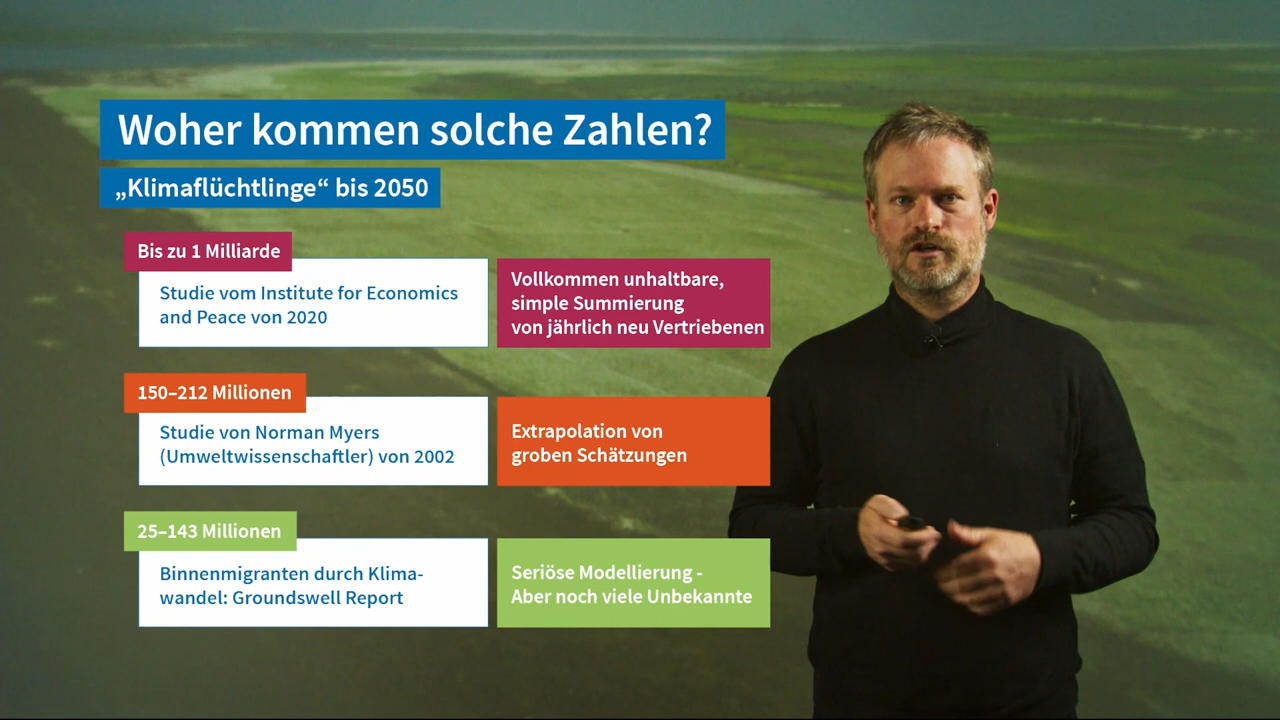 Woher kommen solche Zahlen?
„Klimaflüchtlinge“ bis 2050
Bis zu 1 Milliarde
Studie vom Institute for Economics
and Peace von 2020
Vollkommen unhaltbare,
simple Summierung
von jährlich neu Vertriebenen
150–212 Millionen
Studie von Norman Myers
(Umweltwissenschaftler) von 2002
Extrapolation von
groben Schätzungen
25–143 Millionen
Binnenmigranten durch Klima-
wandel: Groundswell Report
Seriöse Modellierung -
Aber noch viele Unbekannte